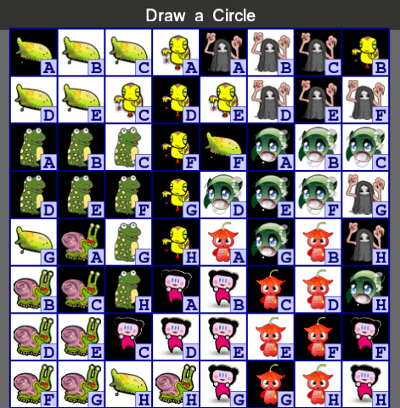 Draw a Circle
A B C A A B C B
D E C D E D E F
A B C F F A B C
D E F G D E F G
G A G H A G B H
B C H A B C D H
D E C D E E F F
F G H H G G H H